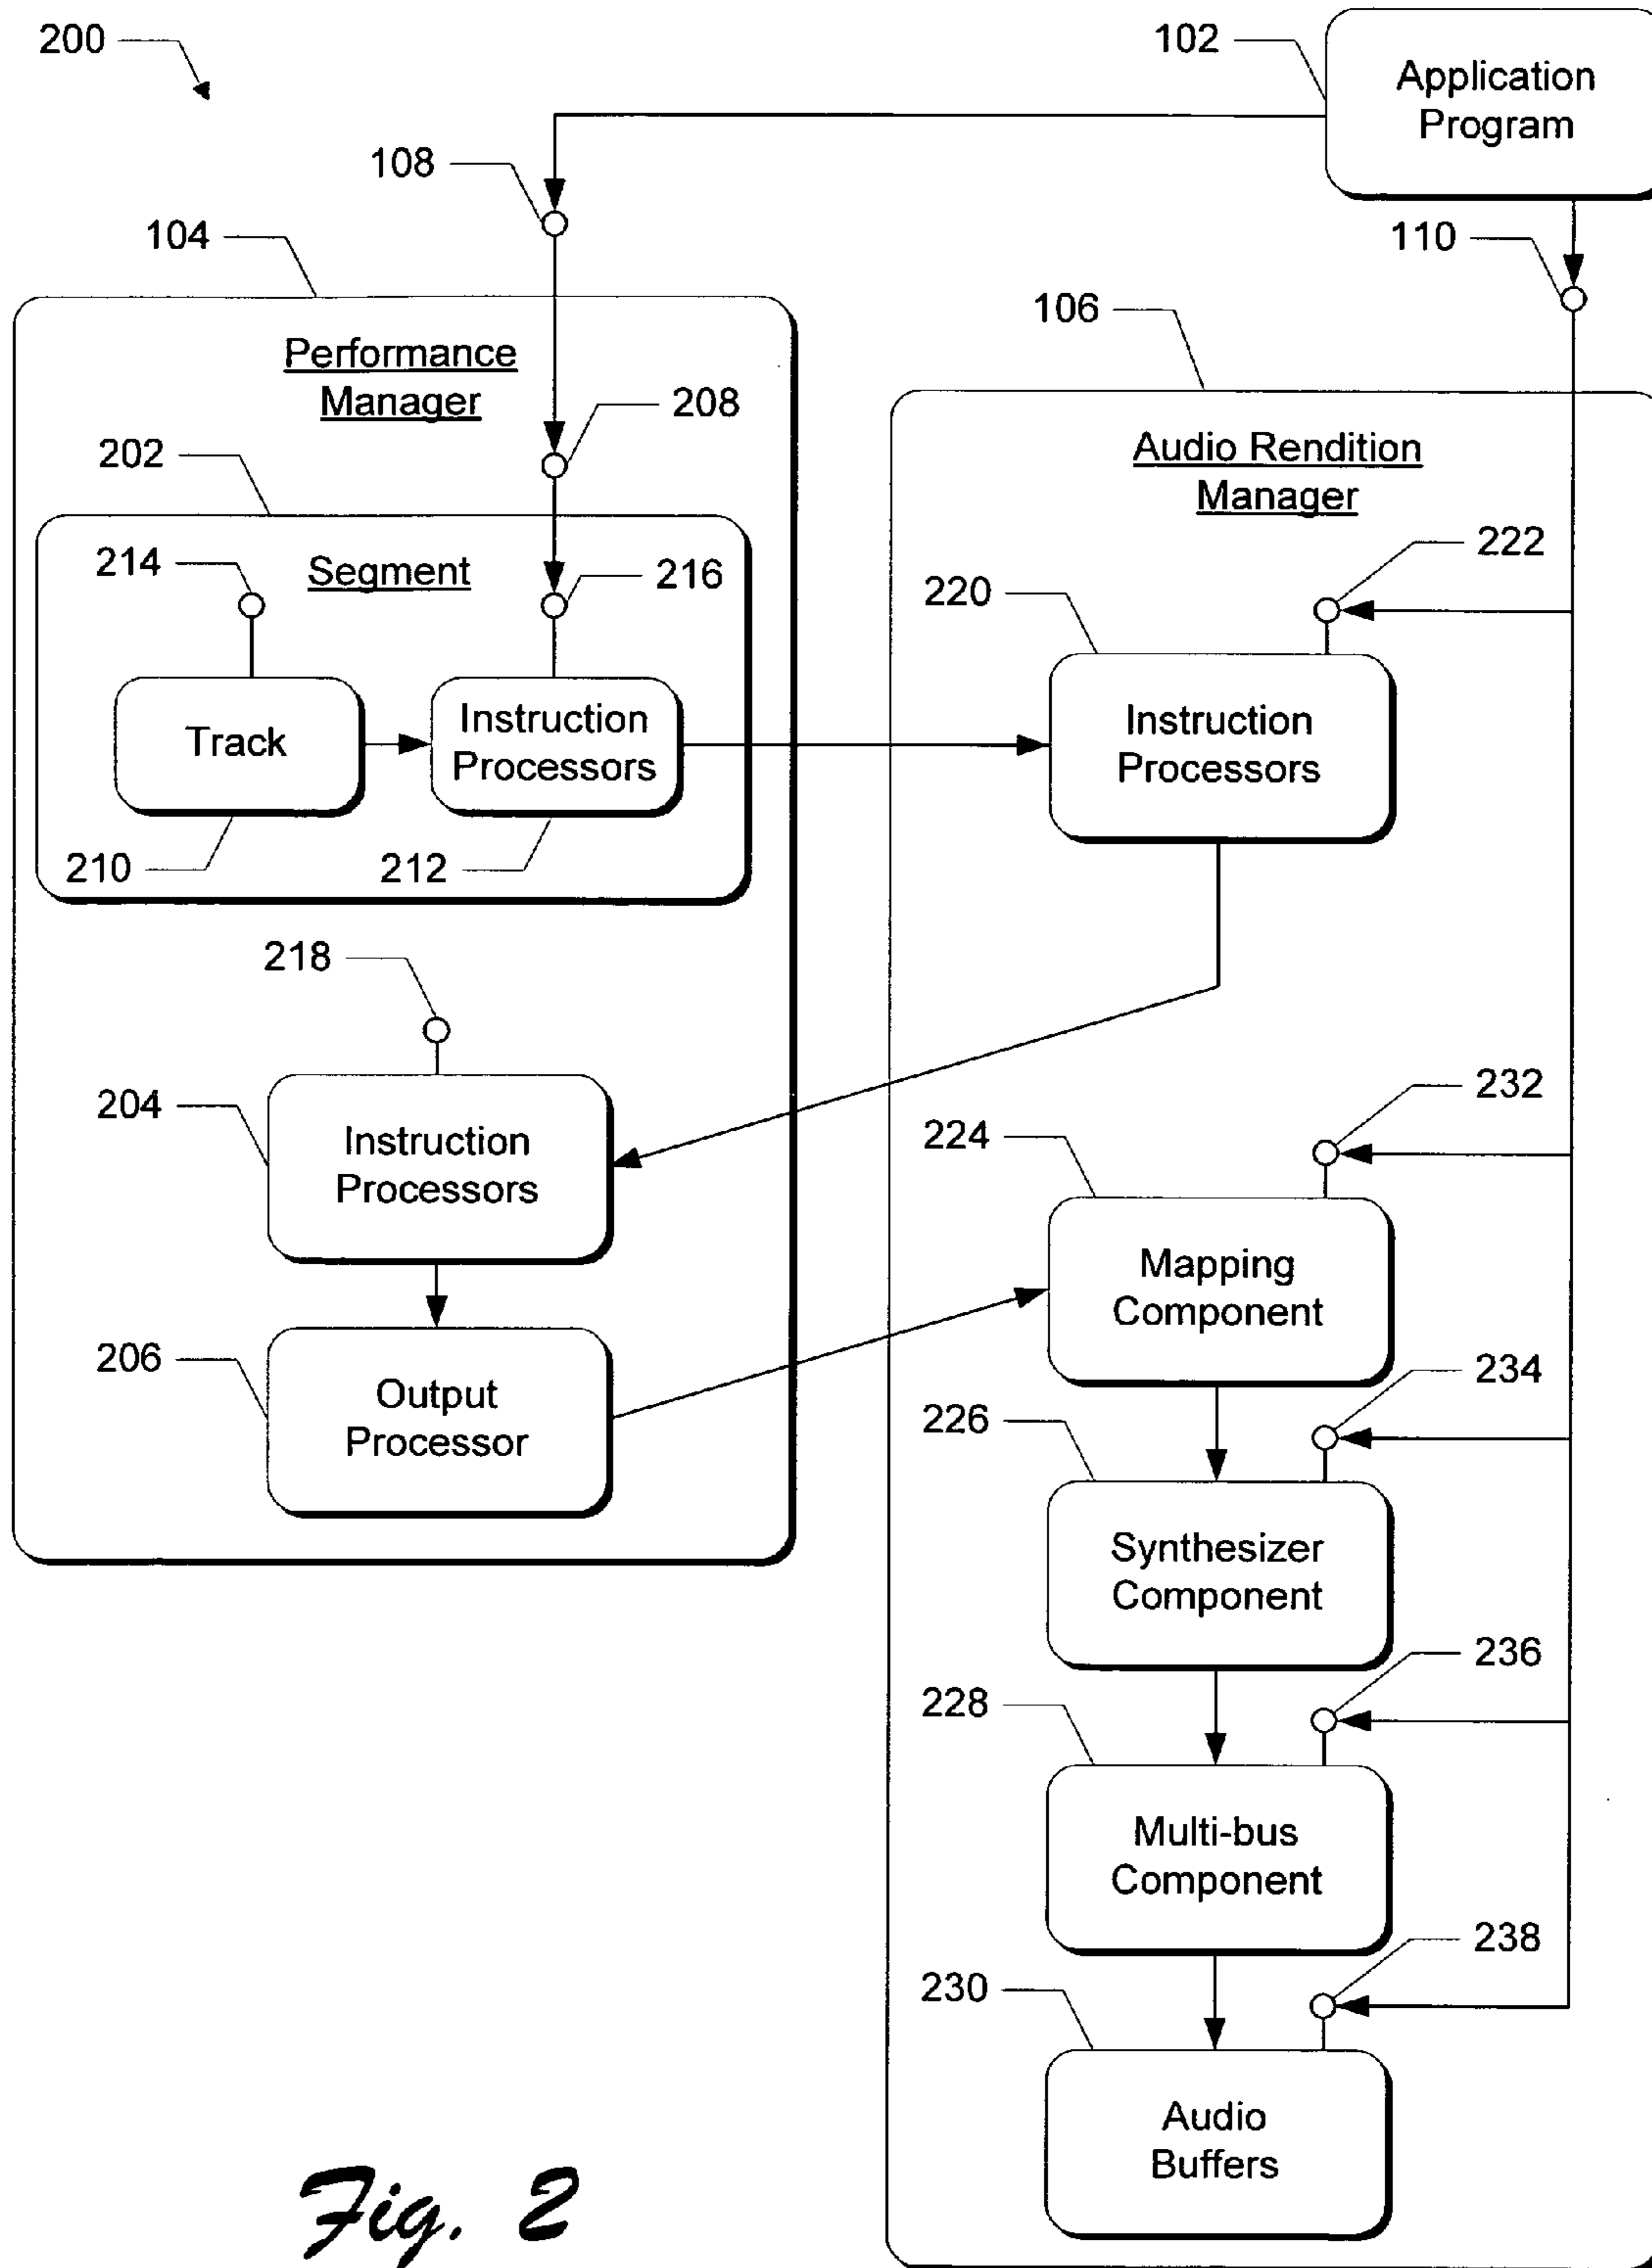 200
102
Application
Program
108
104
110
106
Performance
Manager
208
202
Audio Rendition
Manager
214
Segment
216
222
220
Track
Instruction
Processors
Instruction
Processors
210
212
218
204
232
224
Instruction
Processors
Mapping
Component
206
234
226
Output
Processor
Synthesizer
Component
236
228
Multi-bus
Component
238
230
Audio
Buffers
Fig. 2